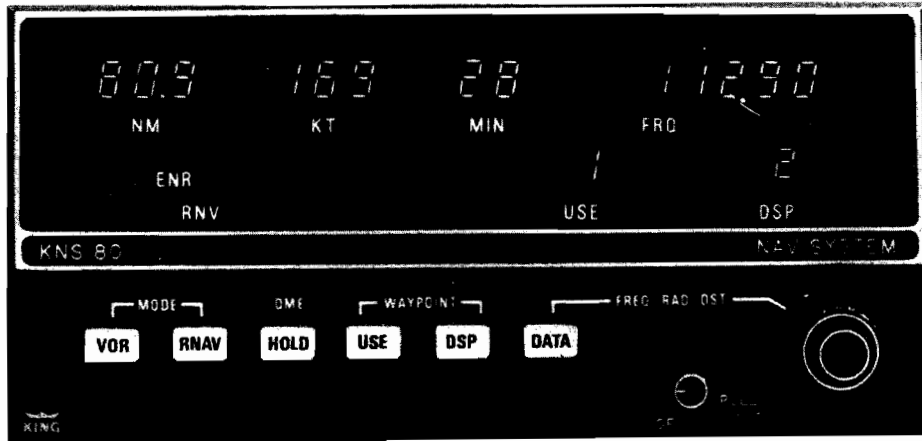 80.9 169 28 112.90
NM KT MIN FRQ
1 2
ENR
RNV USE DSP
KNS 80 NAV SYSTEM
MODE DME WAYPOINT FREQ RAD DST
VOR RNAV HOLD USE DSP DATA
KING